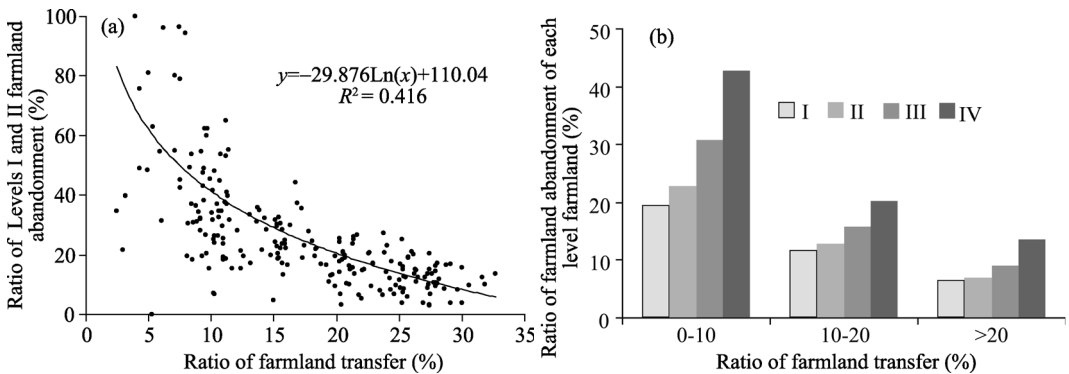 (a)
Ratio of Levels I and II farmland
abandonment (%)
100
80
60
40
20
0
y=–29.876Ln(x)+110.04
R² = 0.416
0 5 10 15 20 25 30 35
Ratio of farmland transfer (%)
(b)
Ratio of farmland abandonment of each
level farmland (%)
50
40
30
20
10
0
I II III IV
0-10 10-20 >20
Ratio of farmland transfer (%)